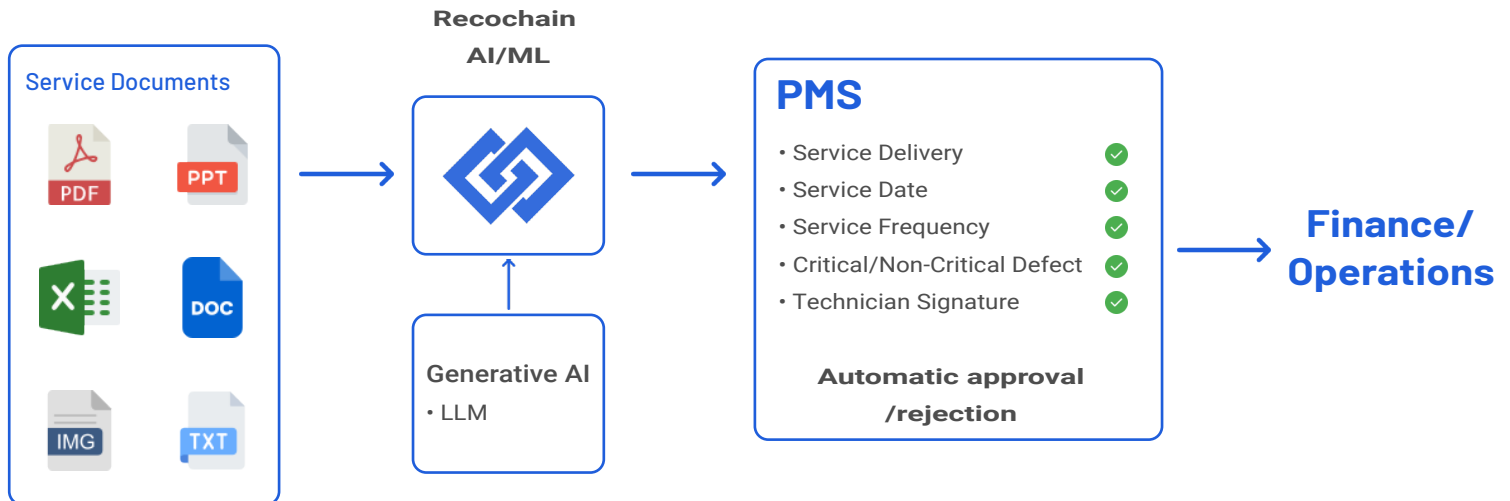 Service Documents
PDF
PPT
X
DOC
IMG
TXT
Recochain
AI/ML
Generative AI
• LLM
PMS
• Service Delivery
• Service Date
• Service Frequency
• Critical/Non-Critical Defect
• Technician Signature
Automatic approval
/rejection
Finance/
Operations